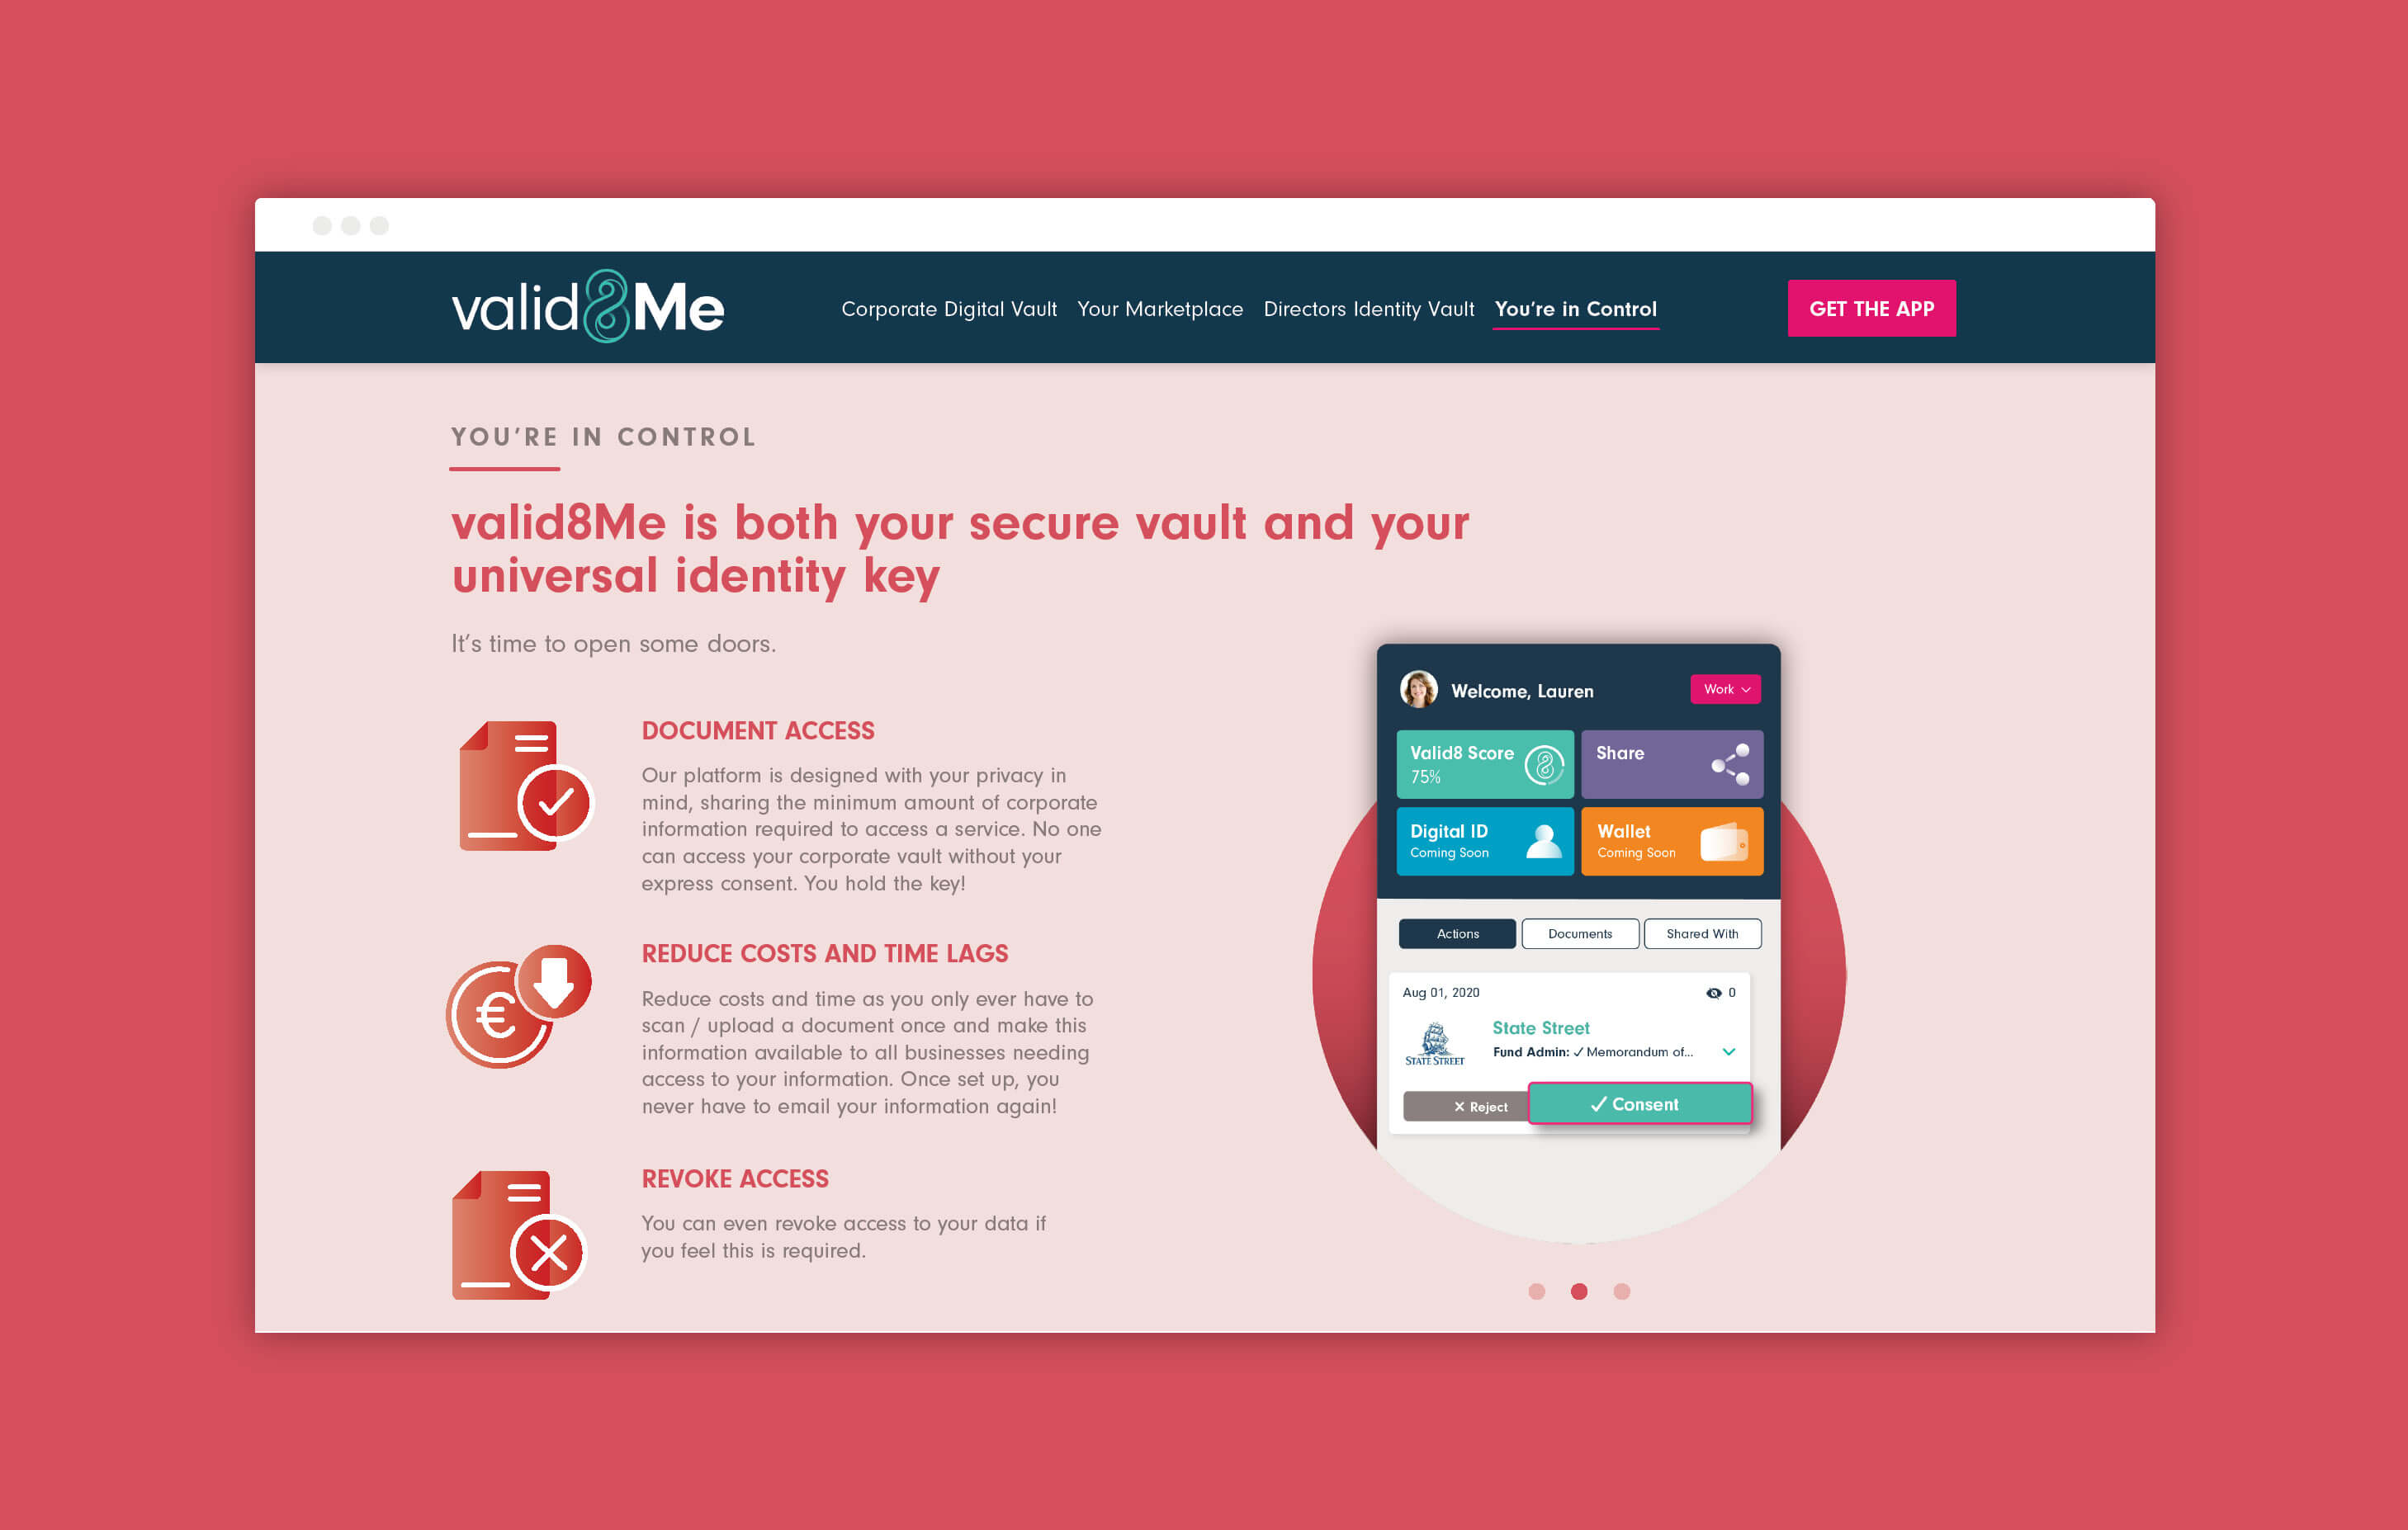 valid8Me
Corporate Digital Vault
Your Marketplace
Directors Identity Vault
You’re in Control
GET THE APP
YOU’RE IN CONTROL
valid8Me is both your secure vault and your
universal identity key
It’s time to open some doors.
DOCUMENT ACCESS
Our platform is designed with your privacy in
mind, sharing the minimum amount of corporate
information required to access a service. No one
can access your corporate vault without your
express consent. You hold the key!
REDUCE COSTS AND TIME LAGS
Reduce costs and time as you only ever have to
scan / upload a document once and make this
information available to all businesses needing
access to your information. Once set up, you
never have to email your information again!
REVOKE ACCESS
You can even revoke access to your data if
you feel this is required.
Welcome, Lauren
Work
Valid8 Score
75%
Share
Digital ID
Coming Soon
Wallet
Coming Soon
Actions
Documents
Shared With
Aug 01, 2020
0
STATE STREET
State Street
Fund Admin: ✓ Memorandum of...
✕ Reject
✓ Consent